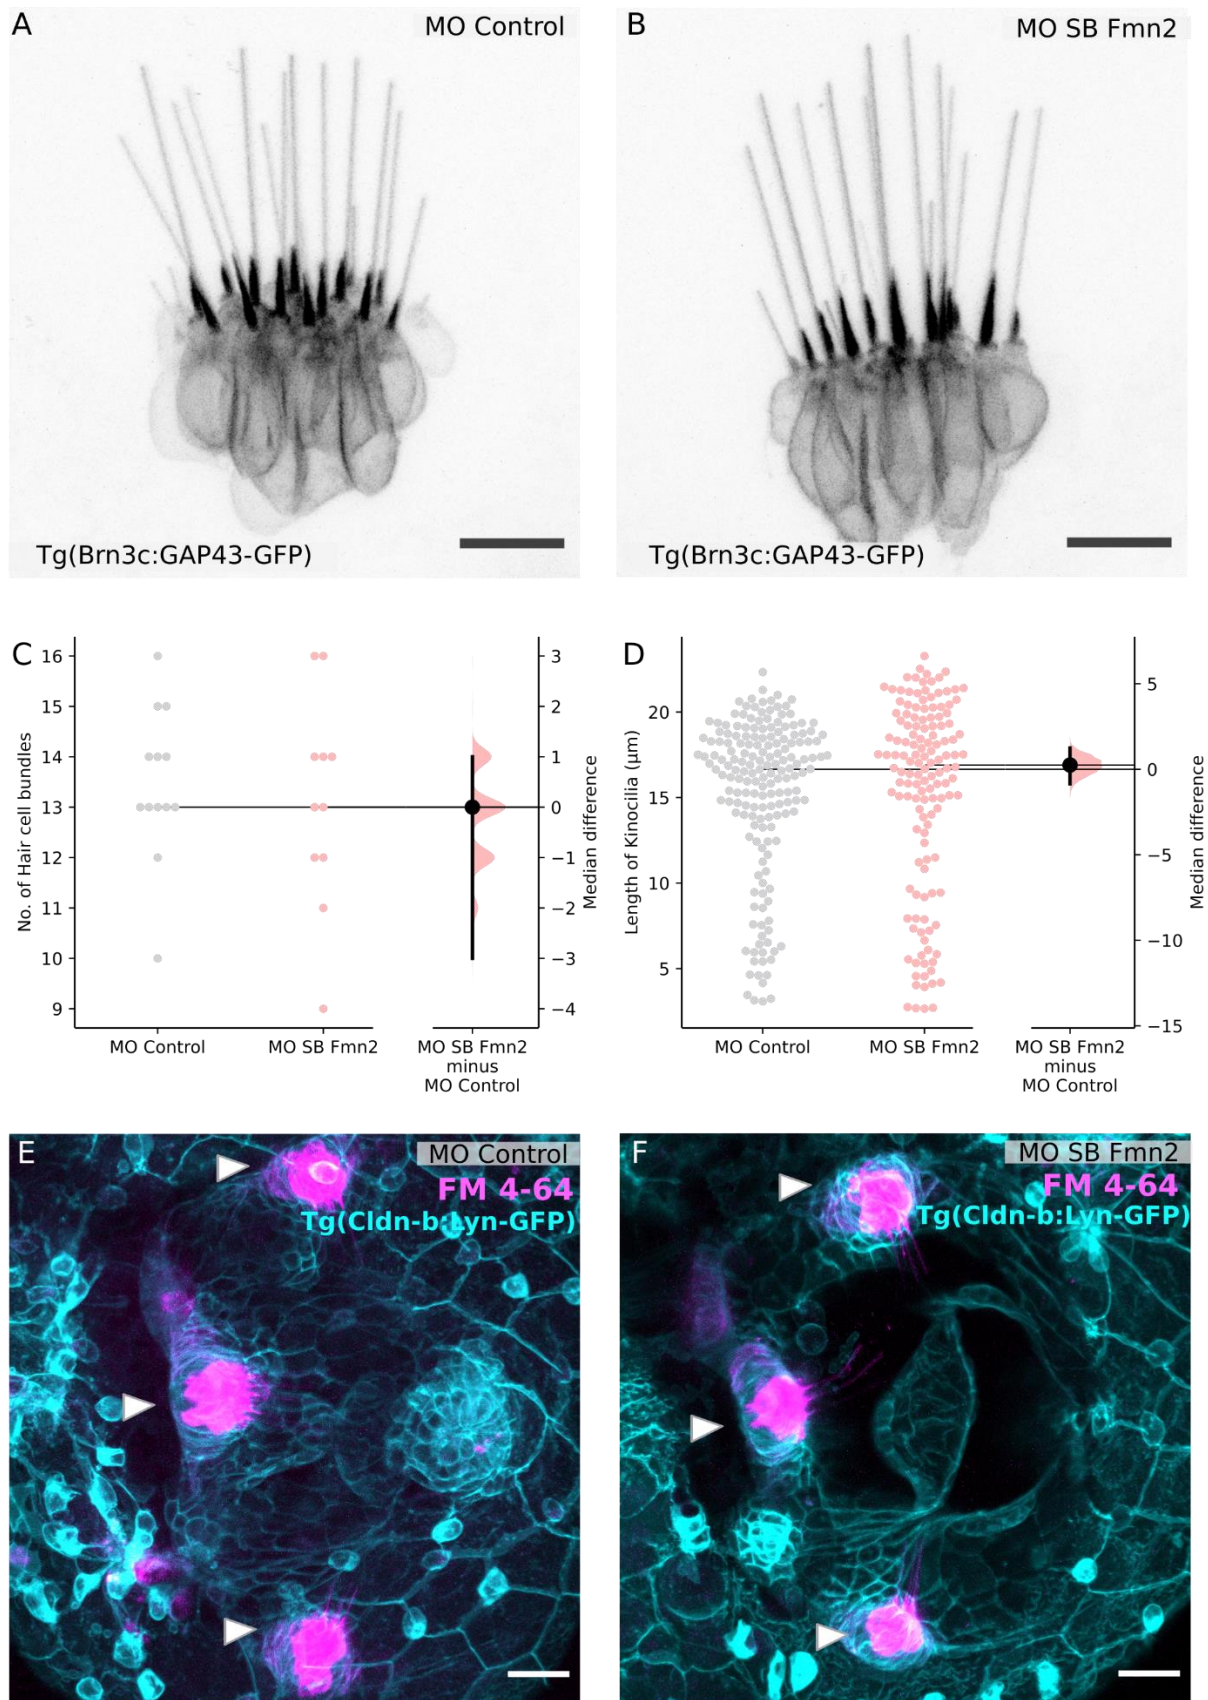 A
MO Control
Tg(Brn3c:GAP43-GFP)
B
MO SB Fmn2
Tg(Brn3c:GAP43-GFP)
C
16
15
14
13
12
11
10
9
No. of Hair cell bundles
3
2
1
0
−1
−2
−3
−4
Median difference
MO Control
MO SB Fmn2
MO SB Fmn2
minus
MO Control
D
20
15
10
5
Length of Kinocilia (μm)
5
0
−5
−10
−15
Median difference
MO Control
MO SB Fmn2
MO SB Fmn2
minus
MO Control
E
MO Control
FM 4-64
Tg(Cldn-b:Lyn-GFP)
F
MO SB Fmn2
FM 4-64
Tg(Cldn-b:Lyn-GFP)